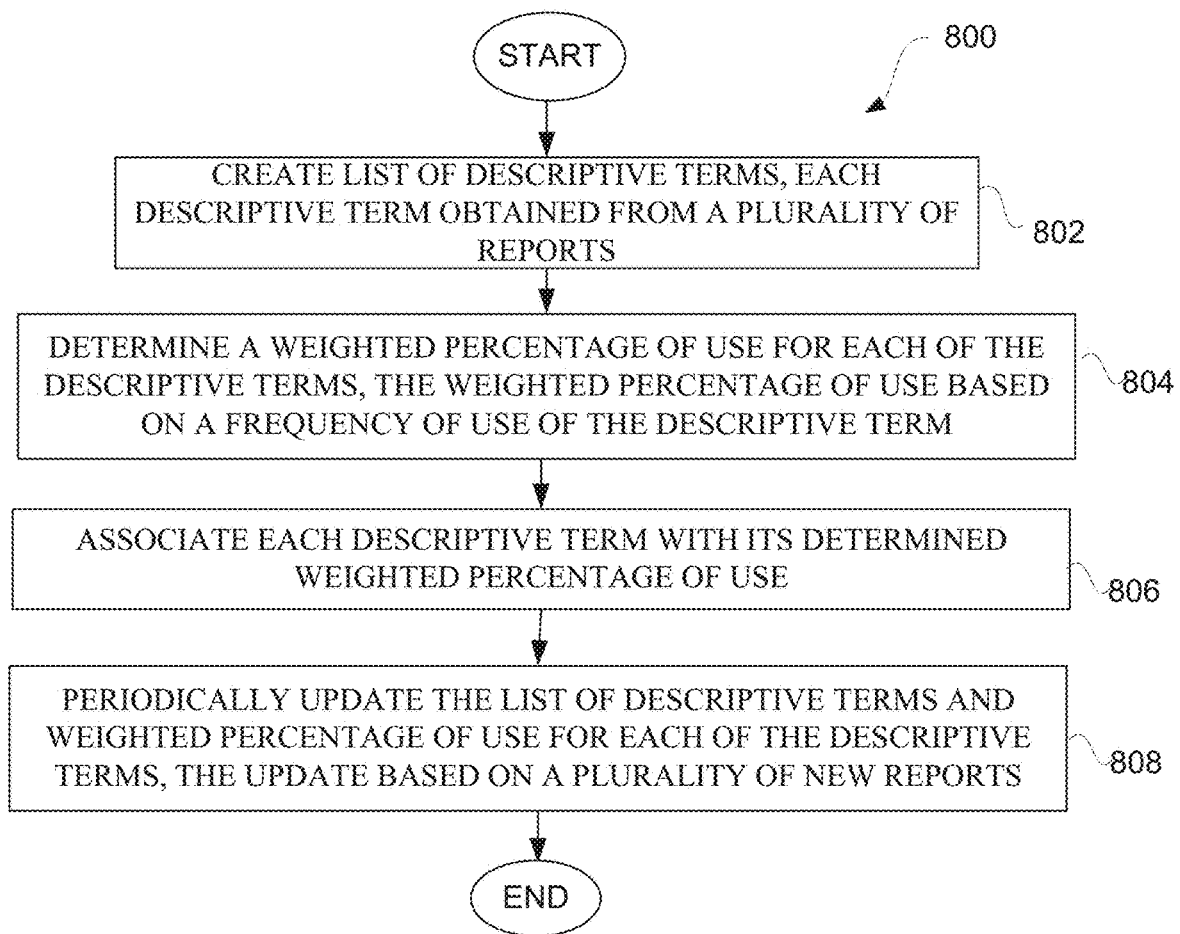 START
800
CREATE LIST OF DESCRIPTIVE TERMS, EACH
DESCRIPTIVE TERM OBTAINED FROM A PLURALITY OF
REPORTS
802
DETERMINE A WEIGHTED PERCENTAGE OF USE FOR EACH OF THE
DESCRIPTIVE TERMS, THE WEIGHTED PERCENTAGE OF USE BASED
ON A FREQUENCY OF USE OF THE DESCRIPTIVE TERM
804
ASSOCIATE EACH DESCRIPTIVE TERM WITH ITS DETERMINED
WEIGHTED PERCENTAGE OF USE
806
PERIODICALLY UPDATE THE LIST OF DESCRIPTIVE TERMS AND
WEIGHTED PERCENTAGE OF USE FOR EACH OF THE DESCRIPTIVE
TERMS, THE UPDATE BASED ON A PLURALITY OF NEW REPORTS
808
END